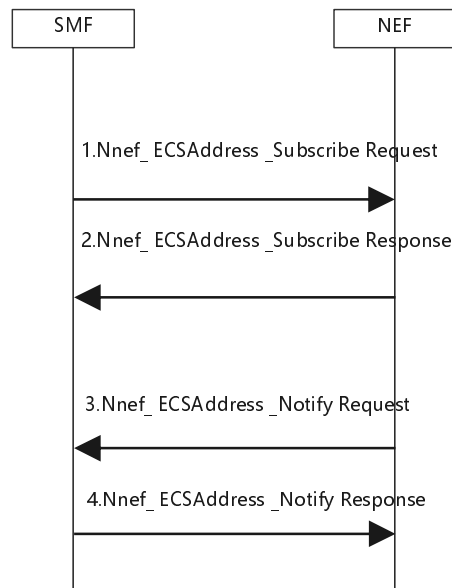 SMF
NEF
1.Nnef_ ECSAddress _Subscribe Request
2.Nnef_ ECSAddress _Subscribe Response
3.Nnef_ ECSAddress _Notify Request
4.Nnef_ ECSAddress _Notify Response